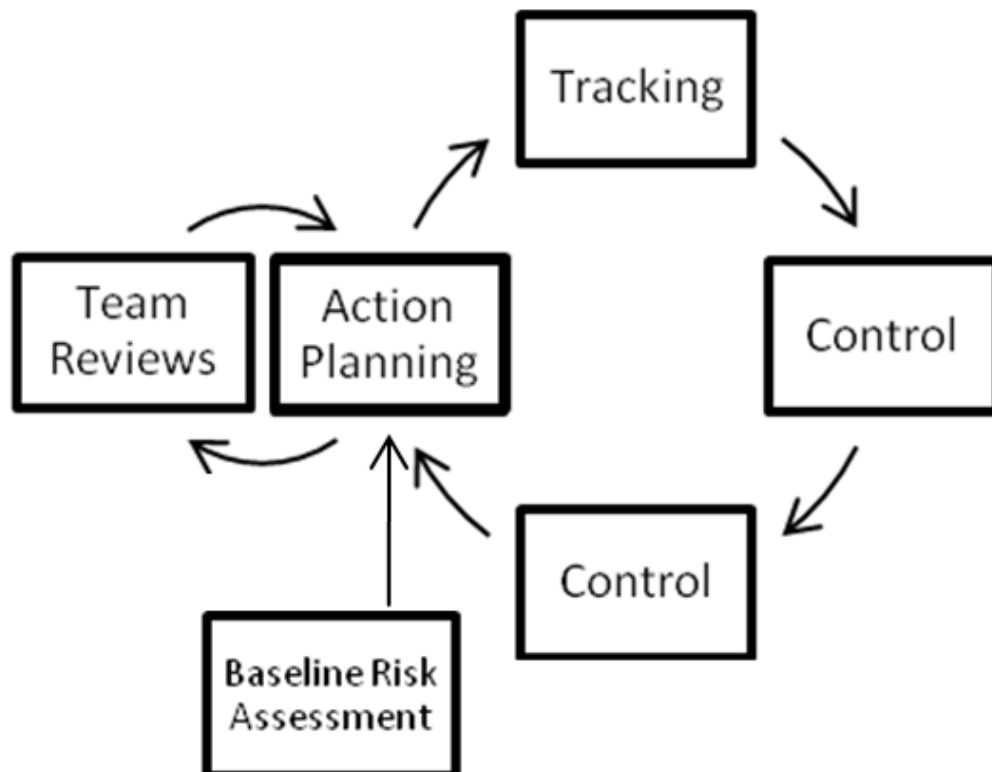 Tracking
Team
Reviews
Action
Planning
Control
Control
Baseline Risk
Assessment